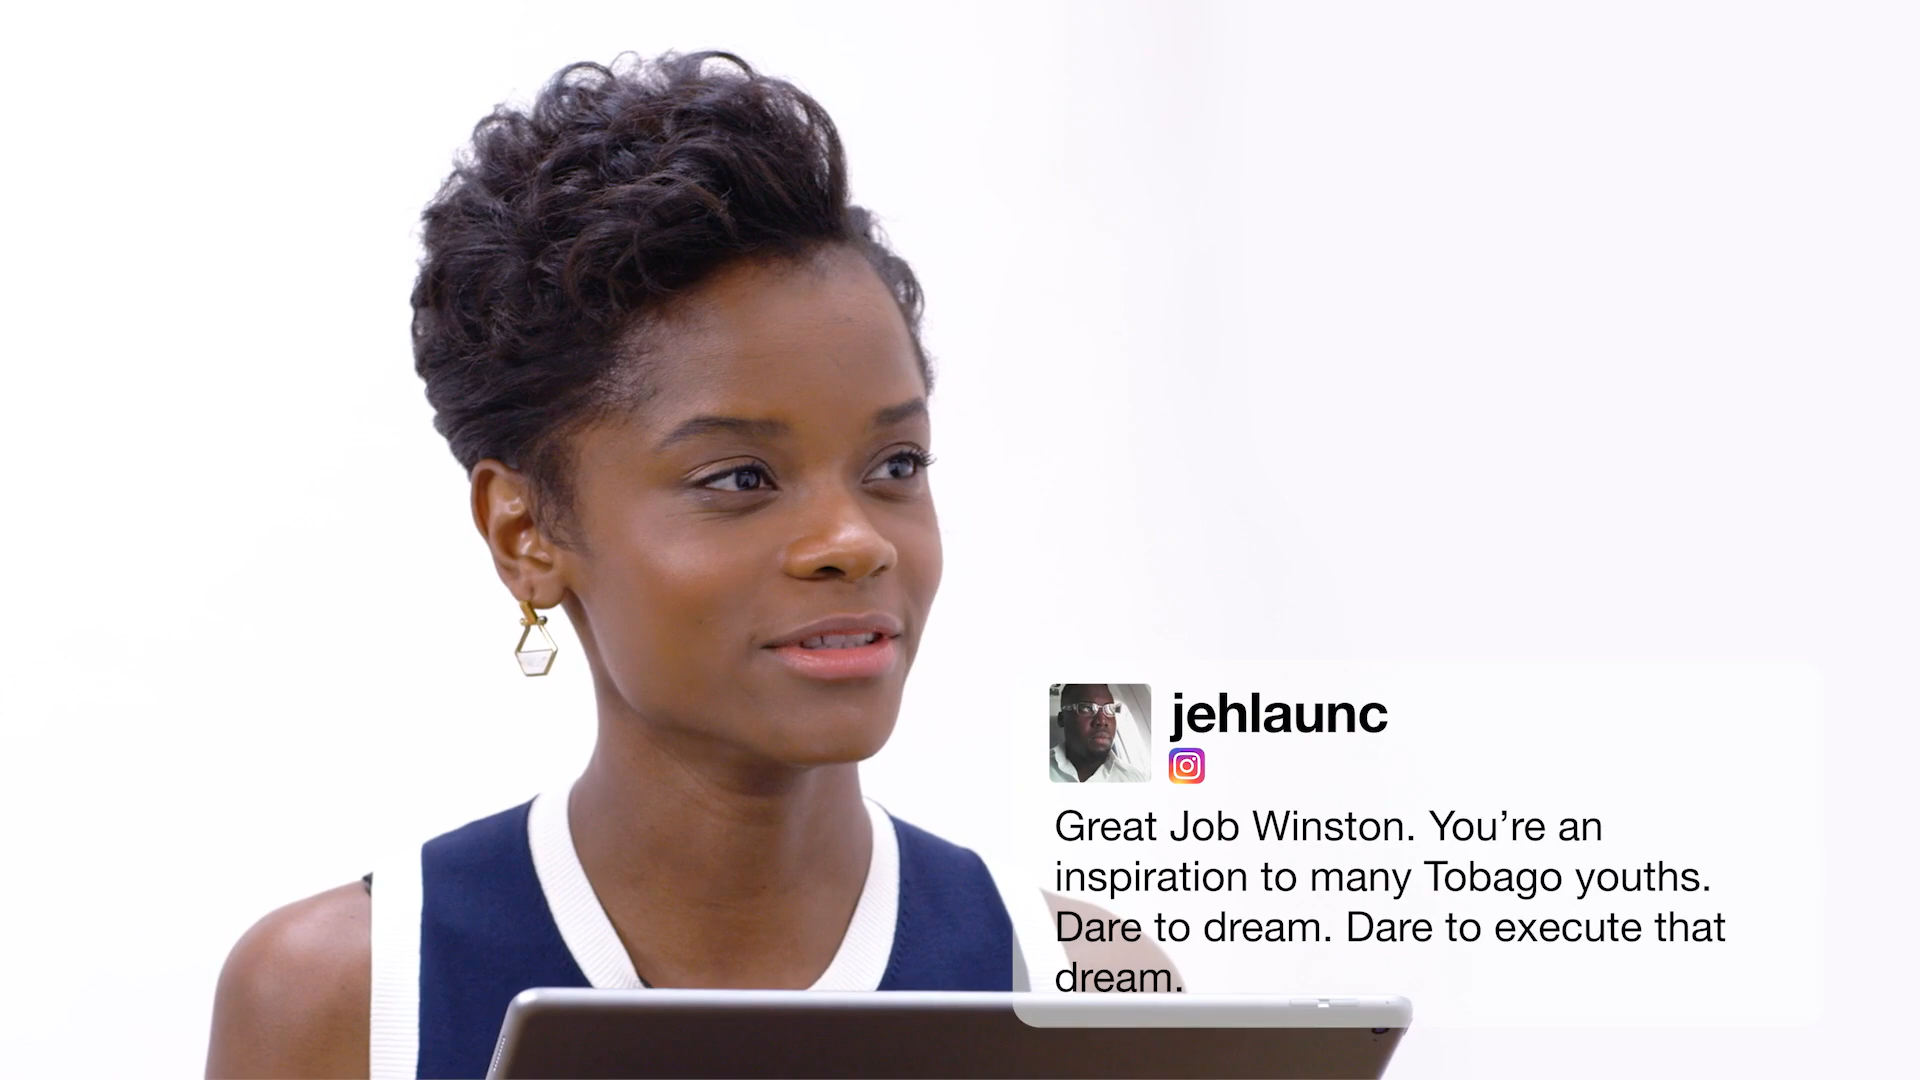 jehlaunc
Great Job Winston. You’re an
inspiration to many Tobago youths.
Dare to dream. Dare to execute that
dream.